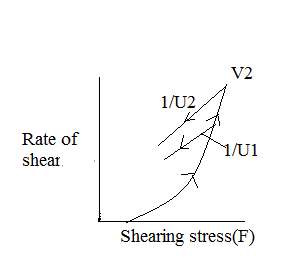 V2
1/U2
Rate of
shear
1/U1
Shearing stress(F)